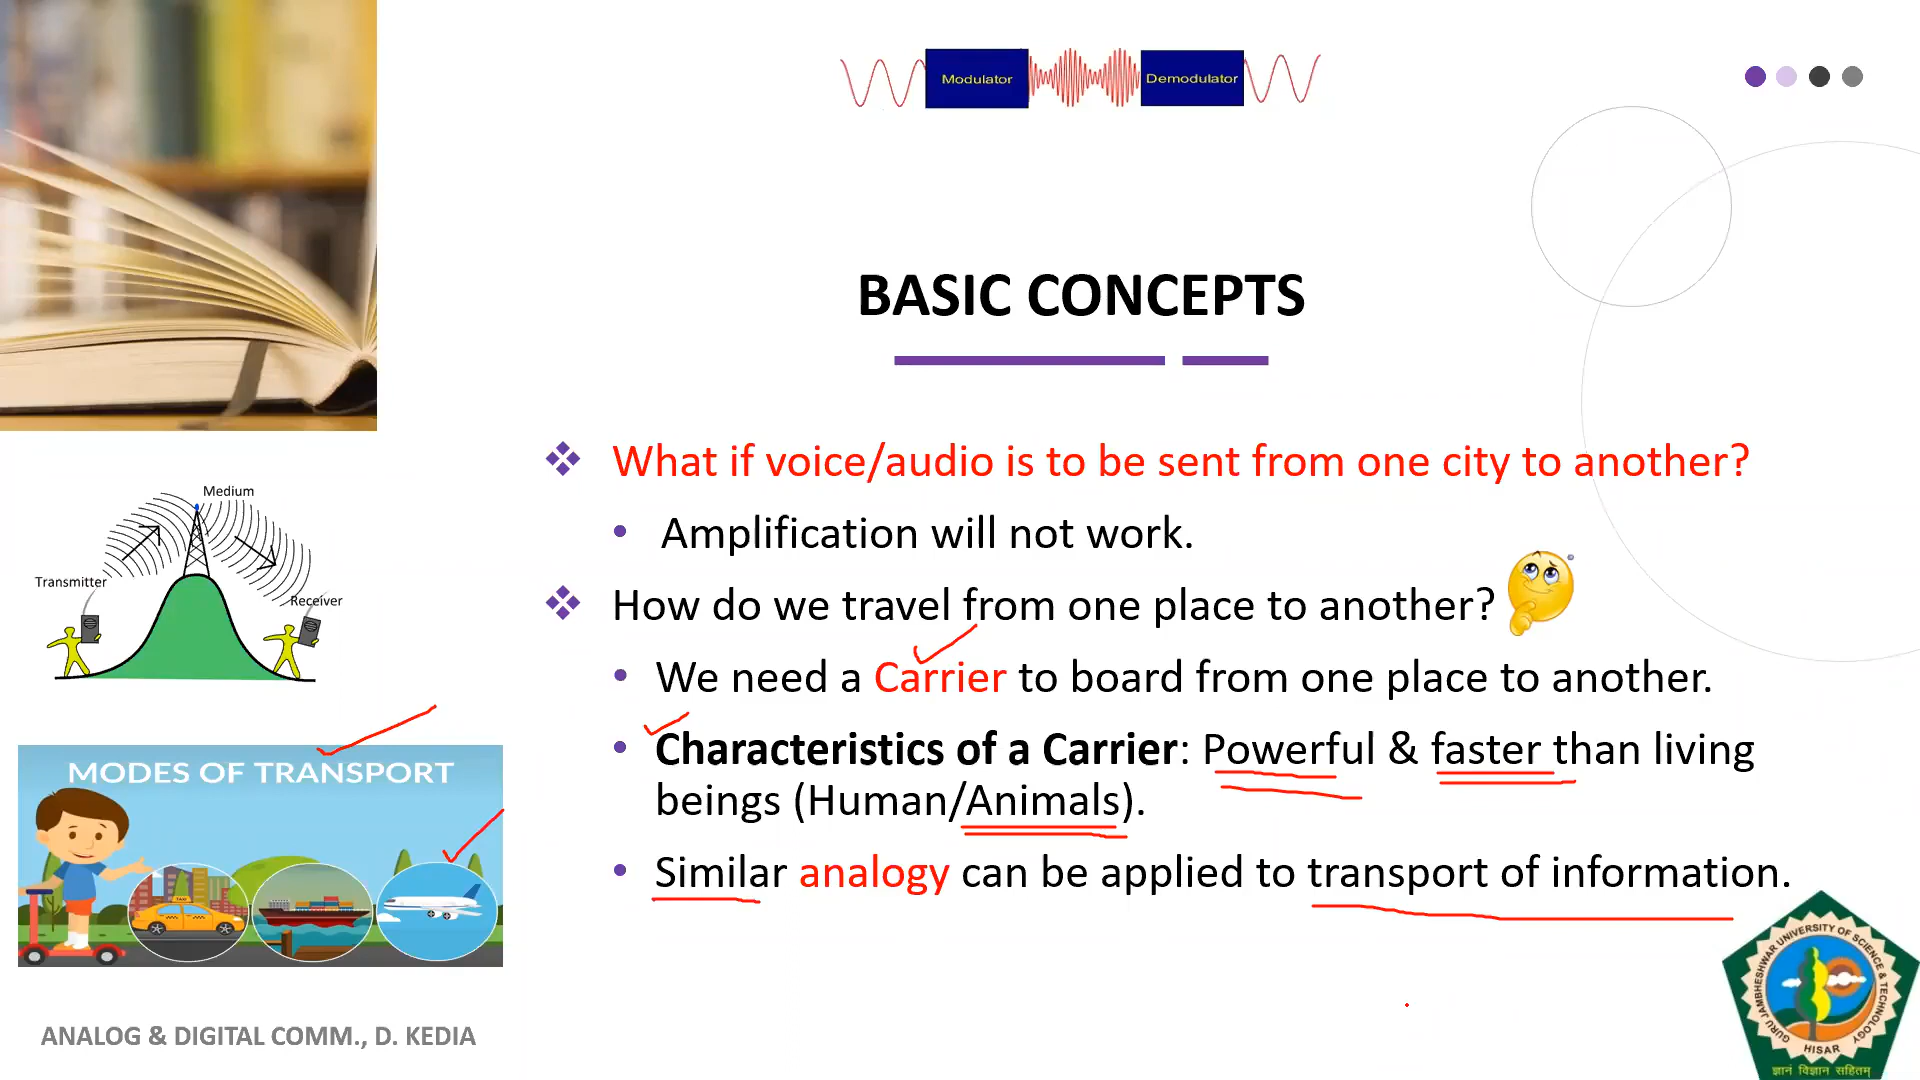 Modulator
Demodulator
BASIC CONCEPTS
What if voice/audio is to be sent from one city to another?
Amplification will not work.
How do we travel from one place to another?
We need a Carrier to board from one place to another.
Characteristics of a Carrier: Powerful & faster than living
beings (Human/Animals).
Similar analogy can be applied to transport of information.
Medium
Transmitter
Receiver
MODES OF TRANSPORT
TAXI
ANALOG & DIGITAL COMM., D. KEDIA
GURU JAMBHESHWAR UNIVERSITY OF SCIENCE & TECHNOLOGY
HISAR
ज्ञानं विज्ञान सहितम्